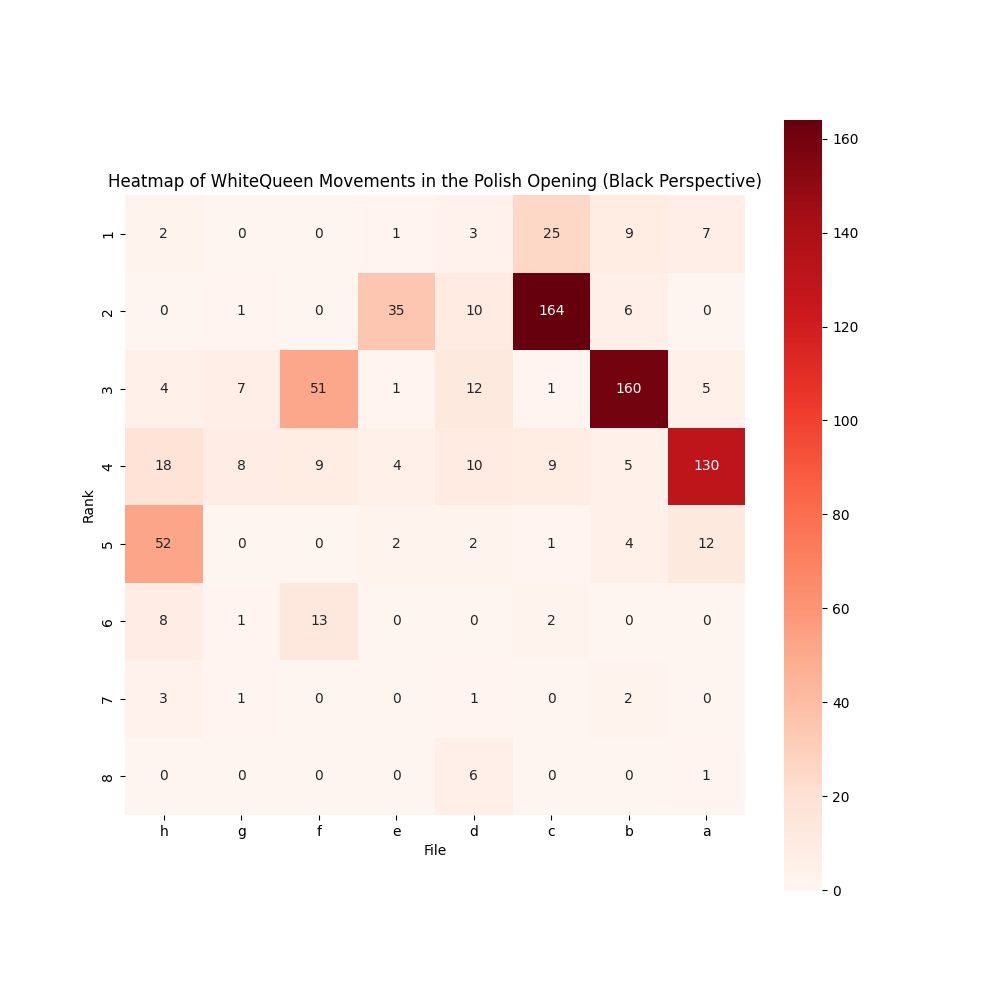 Heatmap of WhiteQueen Movements in the Polish Opening (Black Perspective)
1 2 0 0 1 3 25 9 7
2 0 1 0 35 10 164 6 0
3 4 7 51 1 12 1 160 5
4 18 8 9 4 10 9 5 130
5 52 0 0 2 2 1 4 12
6 8 1 13 0 0 2 0 0
7 3 1 0 0 1 0 2 0
8 0 0 0 0 6 0 0 1
h g f e d c b a
File
Rank
160
140
120
100
80
60
40
20
0